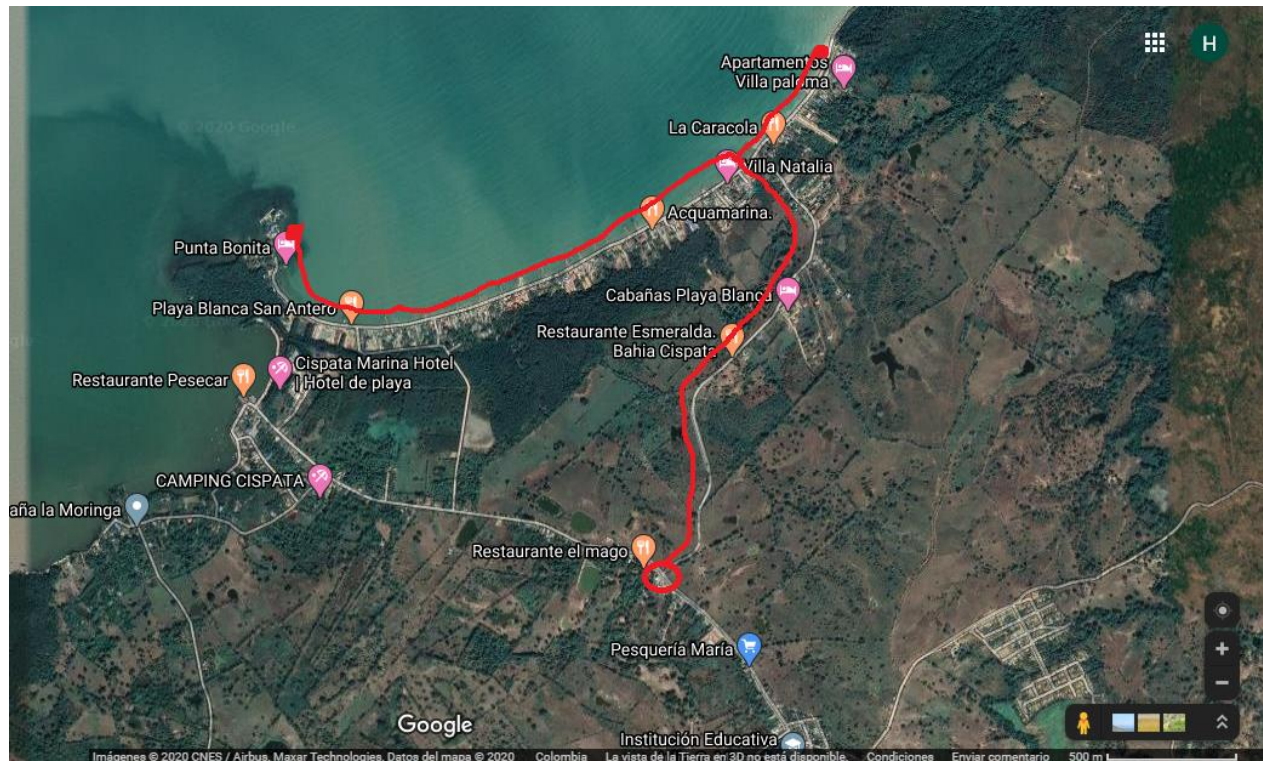 H
Apartamentos
Villa paloma
© 2020 Google
La Caracola
Villa Natalia
Acquamarina.
Punta Bonita
Cabañas Playa Blanca
Playa Blanca San Antero
Restaurante Esmeralda.
Bahia Cispata
Cispata Marina Hotel
| Hotel de playa
Restaurante Pesecar
CAMPING CISPATA
aña la Moringa
Restaurante el mago
Pesquería María
Google
Institución Educativa
Imágenes © 2020 CNES / Airbus, Maxar Technologies, Datos del mapa © 2020 Colombia La vista de la Tierra en 3D no está disponible. Condiciones Enviar comentario 500 m